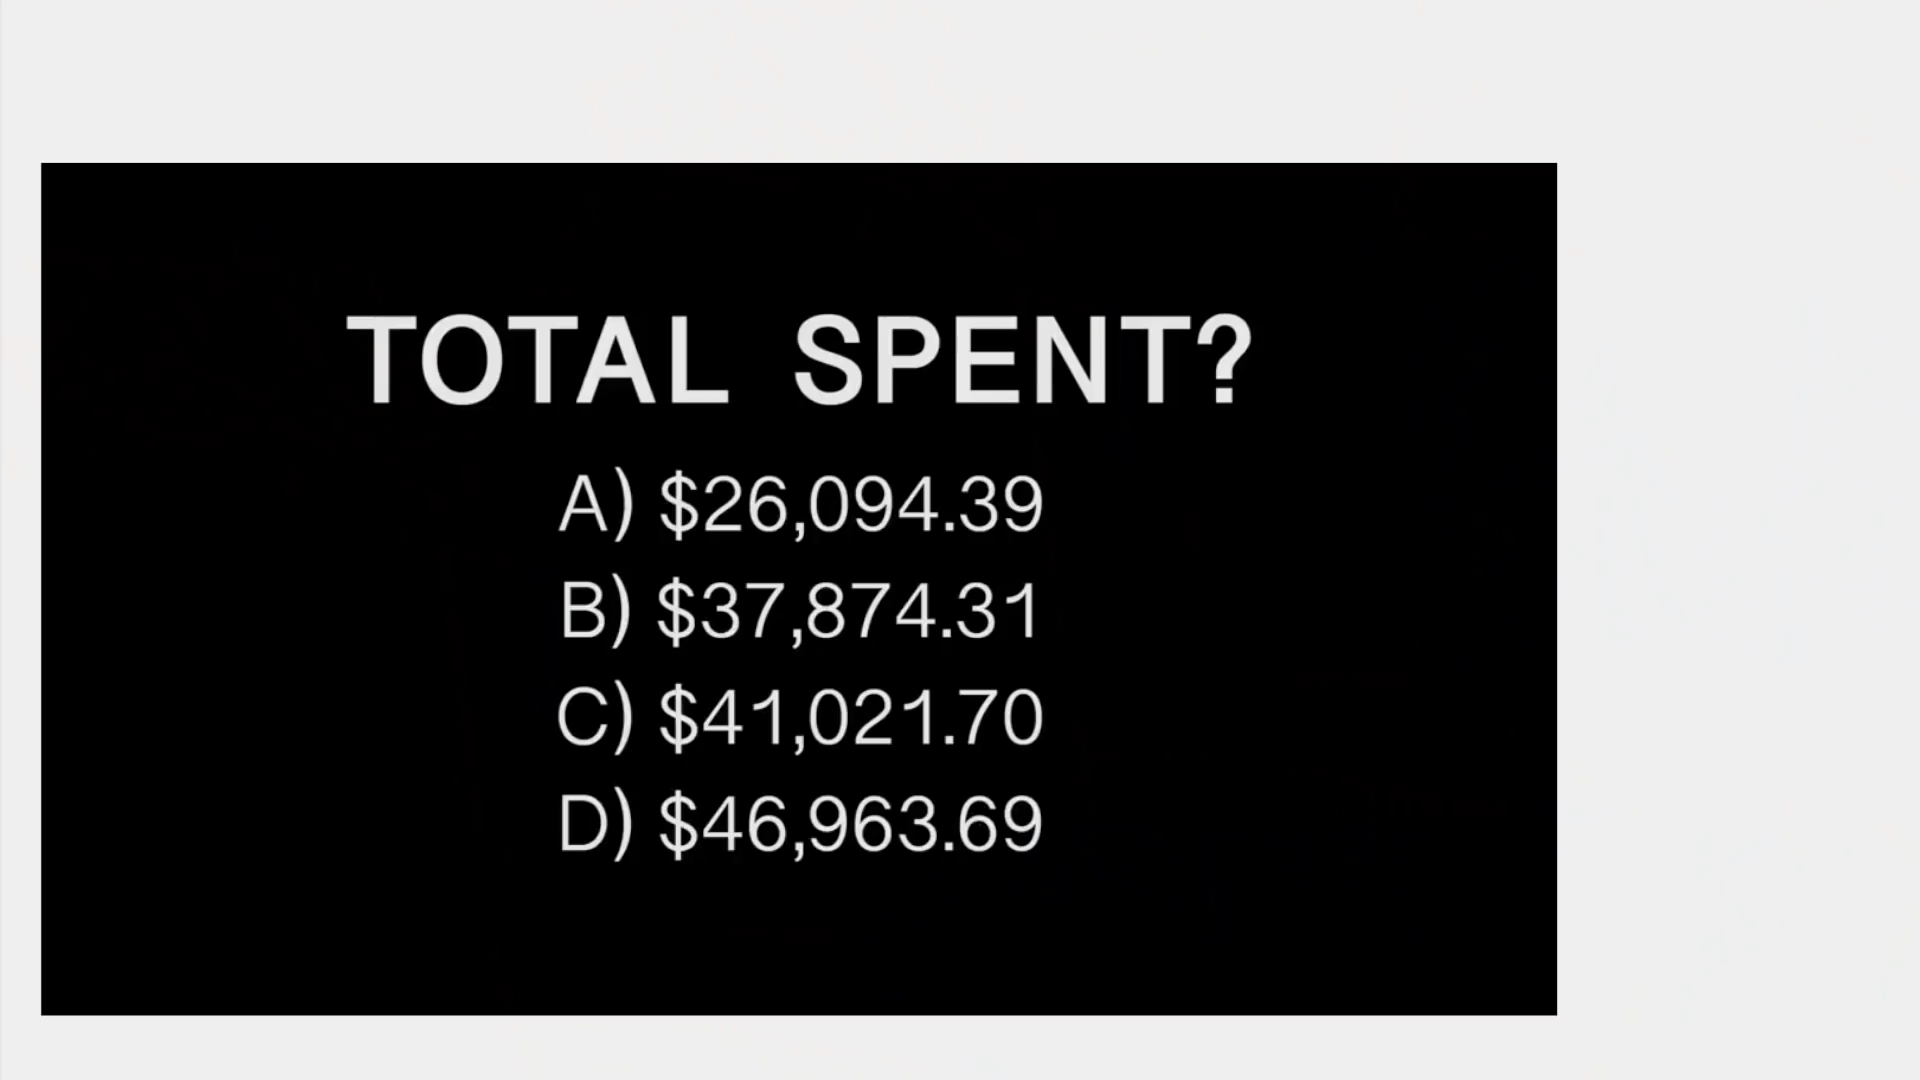 TOTAL SPENT?
A) $26,094.39
B) $37,874.31
C) $41,021.70
D) $46,963.69